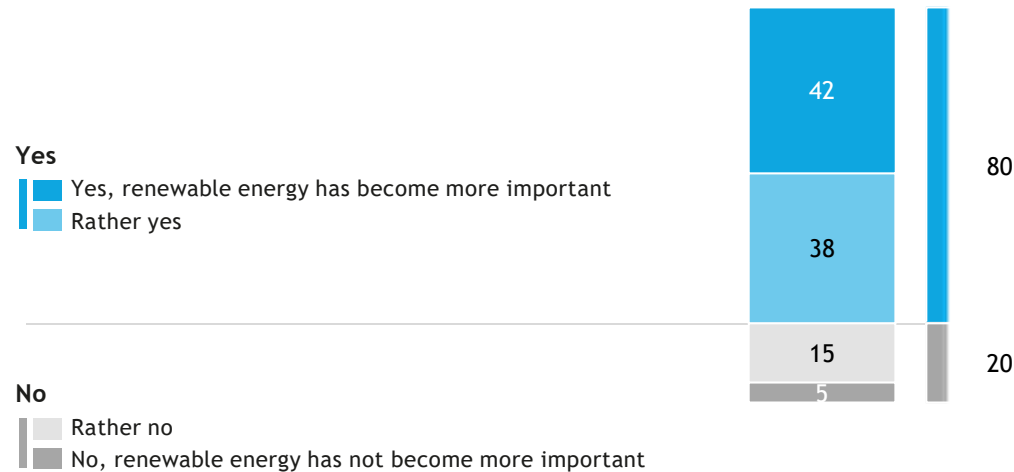 42
Yes
80
Yes, renewable energy has become more important
Rather yes
38
15
20
No
5
Rather no
No, renewable energy has not become more important